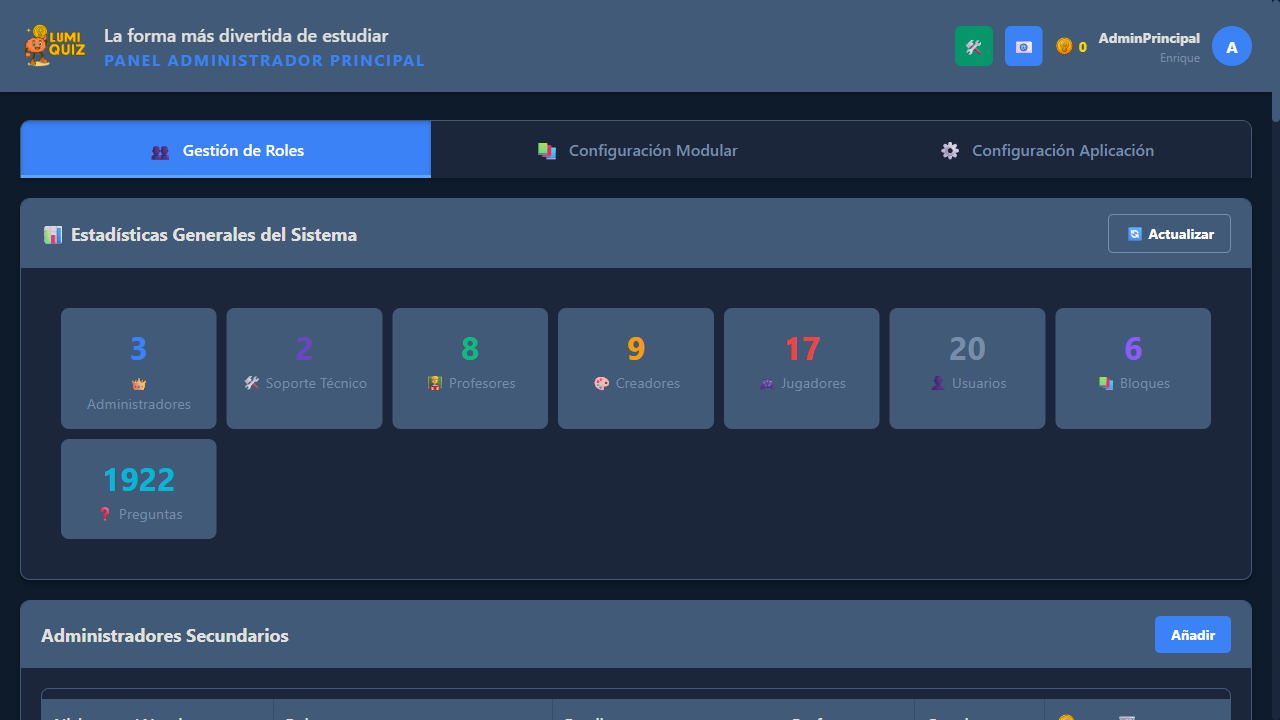 LUMI
QUIZ
La forma más divertida de estudiar
PANEL ADMINISTRADOR PRINCIPAL
0
AdminPrincipal
Enrique
A
Gestión de Roles
Configuración Modular
Configuración Aplicación
Estadísticas Generales del Sistema
Actualizar
3
Administradores
2
Soporte Técnico
8
Profesores
9
Creadores
17
Jugadores
20
Usuarios
6
Bloques
1922
Preguntas
Administradores Secundarios
Añadir